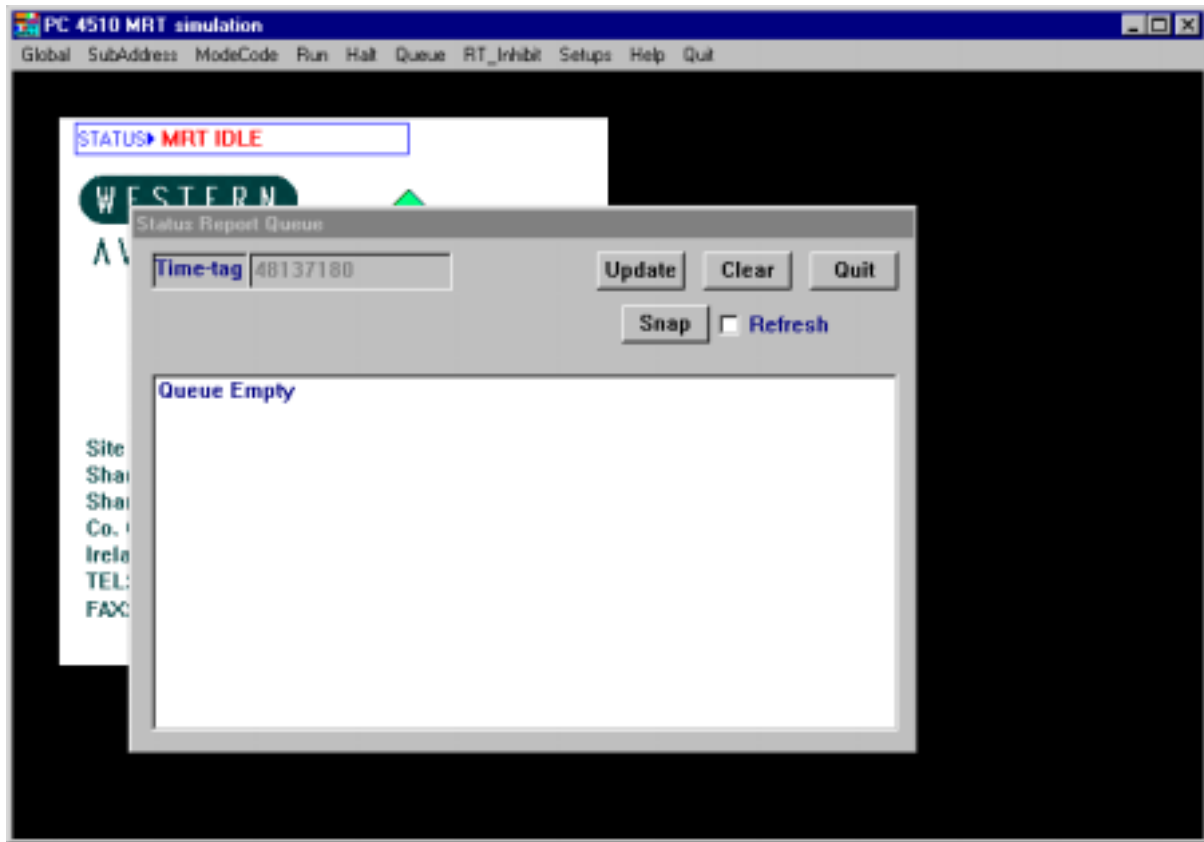 PC 4510 MRT simulation
Global SubAddress ModeCode Run Halt Queue RT_Inhibit Setups Help Quit
STATUS MRT IDLE
WESTERN
Status Report Queue
Time-tag 48137180 Update Clear Quit
Snap Refresh
Queue Empty
Site
Co.
TEL:
FAX: